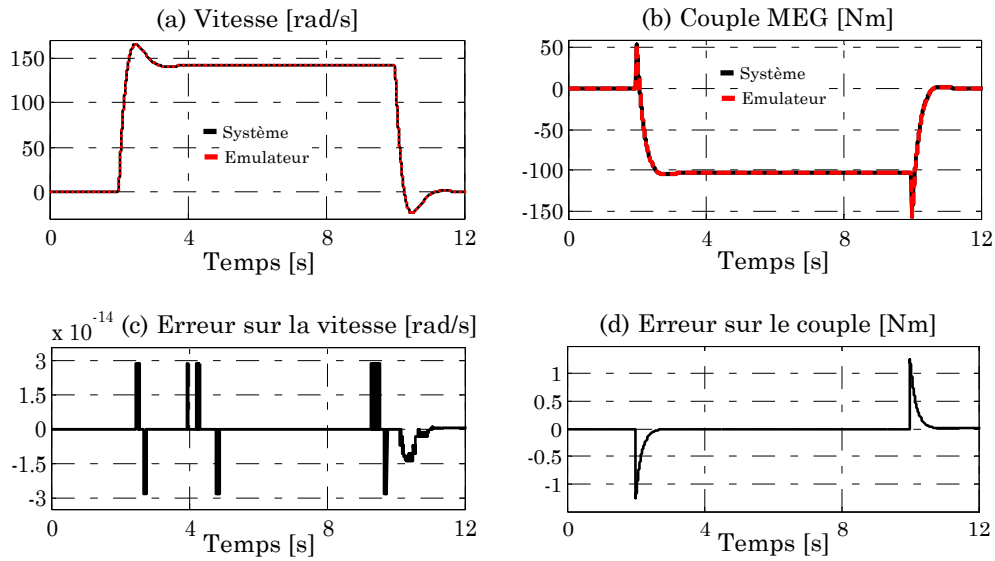 (a) Vitesse [rad/s]
150
100
50
0
Système
Emulateur
0 4 8 12
Temps [s]
(b) Couple MEG [Nm]
50
0
-50
-100
-150
Système
Emulateur
0 4 8 12
Temps [s]
x 10-14 (c) Erreur sur la vitesse [rad/s]
3
1.5
0
-1.5
-3
0 4 8 12
Temps [s]
(d) Erreur sur le couple [Nm]
1
0.5
0
-0.5
-1
0 4 8 12
Temps [s]